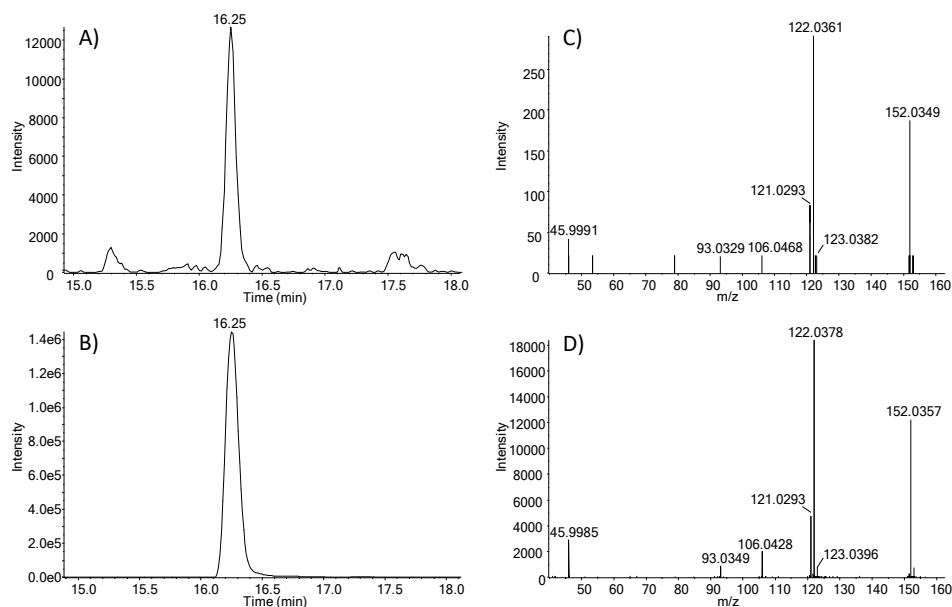 A)
16.25
12000
10000
8000
6000
4000
2000
0
Intensity
15.0 15.5 16.0 16.5 17.0 17.5 18.0
Time (min)
C)
122.0361
152.0349
121.0293
45.9991
93.0329
106.0468
123.0382
250
200
150
100
50
0
Intensity
50 60 70 80 90 100 110 120 130 140 150 160
m/z
B)
16.25
1.4e6
1.2e6
1.0e6
8.0e5
6.0e5
4.0e5
2.0e5
0.0e0
Intensity
15.0 15.5 16.0 16.5 17.0 17.5 18.0
Time (min)
D)
122.0378
152.0357
121.0293
45.9985
106.0428
93.0349
123.0396
18000
16000
14000
12000
10000
8000
6000
4000
2000
0
Intensity
50 60 70 80 90 100 110 120 130 140 150 160
m/z